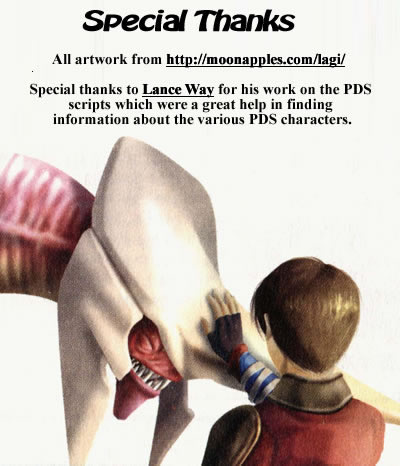 Special Thanks
All artwork from http://moonapples.com/lagi/
Special thanks to Lance Way for his work on the PDS
scripts which were a great help in finding
information about the various PDS characters.